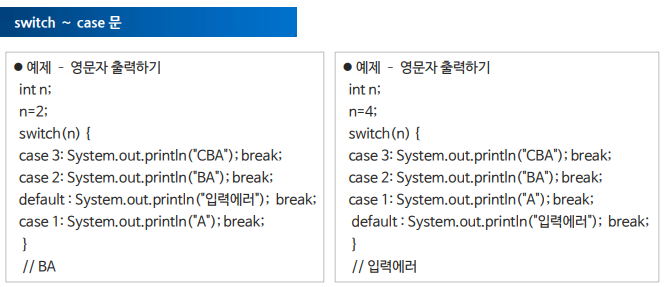 switch ~ case 문
● 예제 - 영문자 출력하기
int n;
n=2;
switch(n) {
case 3: System.out.println("CBA"); break;
case 2: System.out.println("BA"); break;
default : System.out.println("입력에러"); break;
case 1: System.out.println("A"); break;
}
// BA
● 예제 - 영문자 출력하기
int n;
n=4;
switch(n) {
case 3: System.out.println("CBA"); break;
case 2: System.out.println("BA"); break;
case 1: System.out.println("A"); break;
default : System.out.println("입력에러"); break;
}
// 입력에러